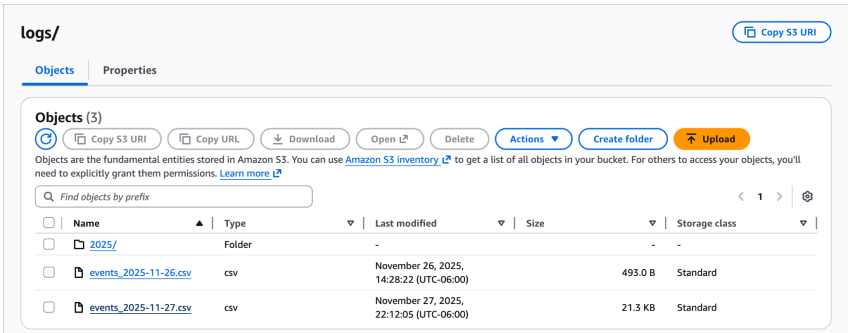 logs/
Copy S3 URI
Objects
Properties
Objects (3)
Copy S3 URI
Copy URL
Download
Open
Delete
Actions
Create folder
Upload
Objects are the fundamental entities stored in Amazon S3. You can use Amazon S3 inventory to get a list of all objects in your bucket. For others to access your objects, you'll
need to explicitly grant them permissions. Learn more
Find objects by prefix
1
Name Type Last modified Size Storage class
2025/ Folder - - -
events_2025-11-26.csv csv November 26, 2025,
14:28:22 (UTC-06:00) 493.0 B Standard
events_2025-11-27.csv csv November 27, 2025,
22:12:05 (UTC-06:00) 21.3 KB Standard